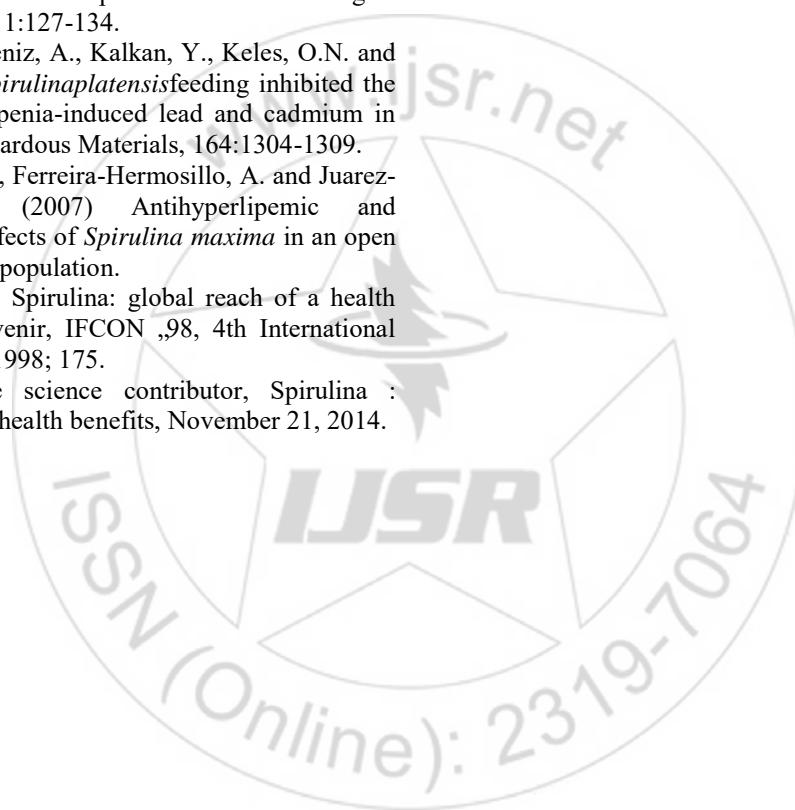 1:127-134.
eniz, A., Kalkan, Y., Keles, O.N. and
pirulinaplatensisfeeding inhibited the
penia-induced lead and cadmium in
ardous Materials, 164:1304-1309.
, Ferreira-Hermosillo, A. and Juarez-
(2007) Antihyperlipemic and
fects of Spirulina maxima in an open
population.
Spirulina: global reach of a health
venir, IFCON „98, 4th International
1998; 175.
e science contributor, Spirulina :
health benefits, November 21, 2014.
www.ijsr.net
IJSR
ISSN (Online): 2319-7064